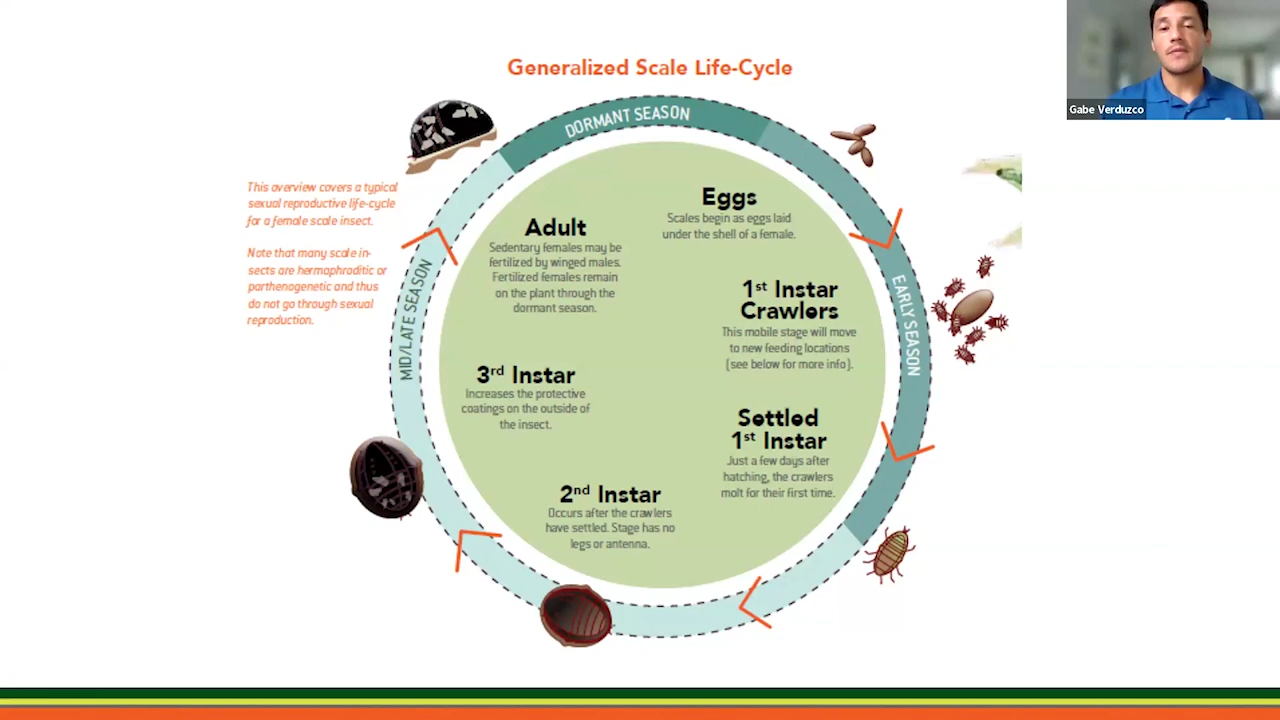 Generalized Scale Life-Cycle
Gabe Verduzco
This overview covers a typical
sexual reproductive life-cycle
for a female scale insect.
Note that many scale in-
sects are hermaphroditic or
parthenogenetic and thus
do not go through sexual
reproduction.
DORMANT SEASON
EARLY SEASON
MID/LATE SEASON
Eggs
Scales begin as eggs laid
under the shell of a female.
1st Instar
Crawlers
This mobile stage will move
to new feeding locations
(see below for more info).
Settled
1st Instar
Just a few days after
hatching, the crawlers
molt for their first time.
2nd Instar
Occurs after the crawlers
have settled. Stage has no
legs or antenna.
3rd Instar
Increases the protective
coatings on the outside of
the insect.
Adult
Sedentary females may be
fertilized by winged males.
Fertilized females remain
on the plant through the
dormant season.